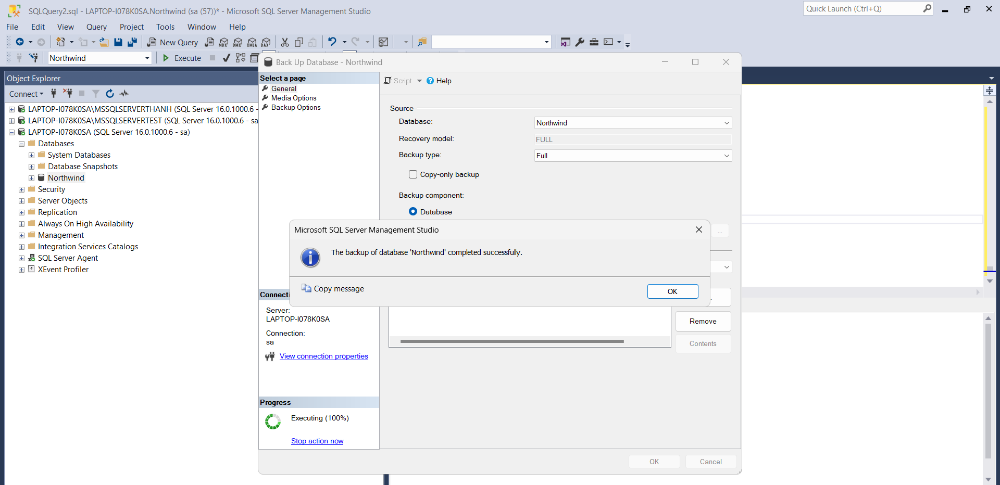 SQLQuery2.sql - LAPTOP-I078K0SA.Northwind (sa (57))* - Microsoft SQL Server Management Studio
Quick Launch (Ctrl+Q)
File Edit View Query Project Tools Window Help
New Query MDX DMX XMLA DAX
Northwind Execute
Back Up Database - Northwind
Object Explorer
Connect
LAPTOP-I078K0SA\MSSQLSERVERTHANH (SQL Server 16.0.1000.6 -
LAPTOP-I078K0SA\MSSQLSERVERTEST (SQL Server 16.0.1000.6 - sa
LAPTOP-I078K0SA (SQL Server 16.0.1000.6 - sa)
Databases
System Databases
Database Snapshots
Northwind
Security
Server Objects
Replication
Always On High Availability
Management
Integration Services Catalogs
SQL Server Agent
XEvent Profiler
Select a page
General
Media Options
Backup Options
Script Help
Source
Database: Northwind
Recovery model: FULL
Backup type: Full
Copy-only backup
Backup component:
Database
...
Microsoft SQL Server Management Studio
The backup of database 'Northwind' completed successfully.
Copy message OK
Remove
Contents
Server:
LAPTOP-I078K0SA
Connection:
sa
View connection properties
Progress
Executing (100%)
Stop action now
OK Cancel